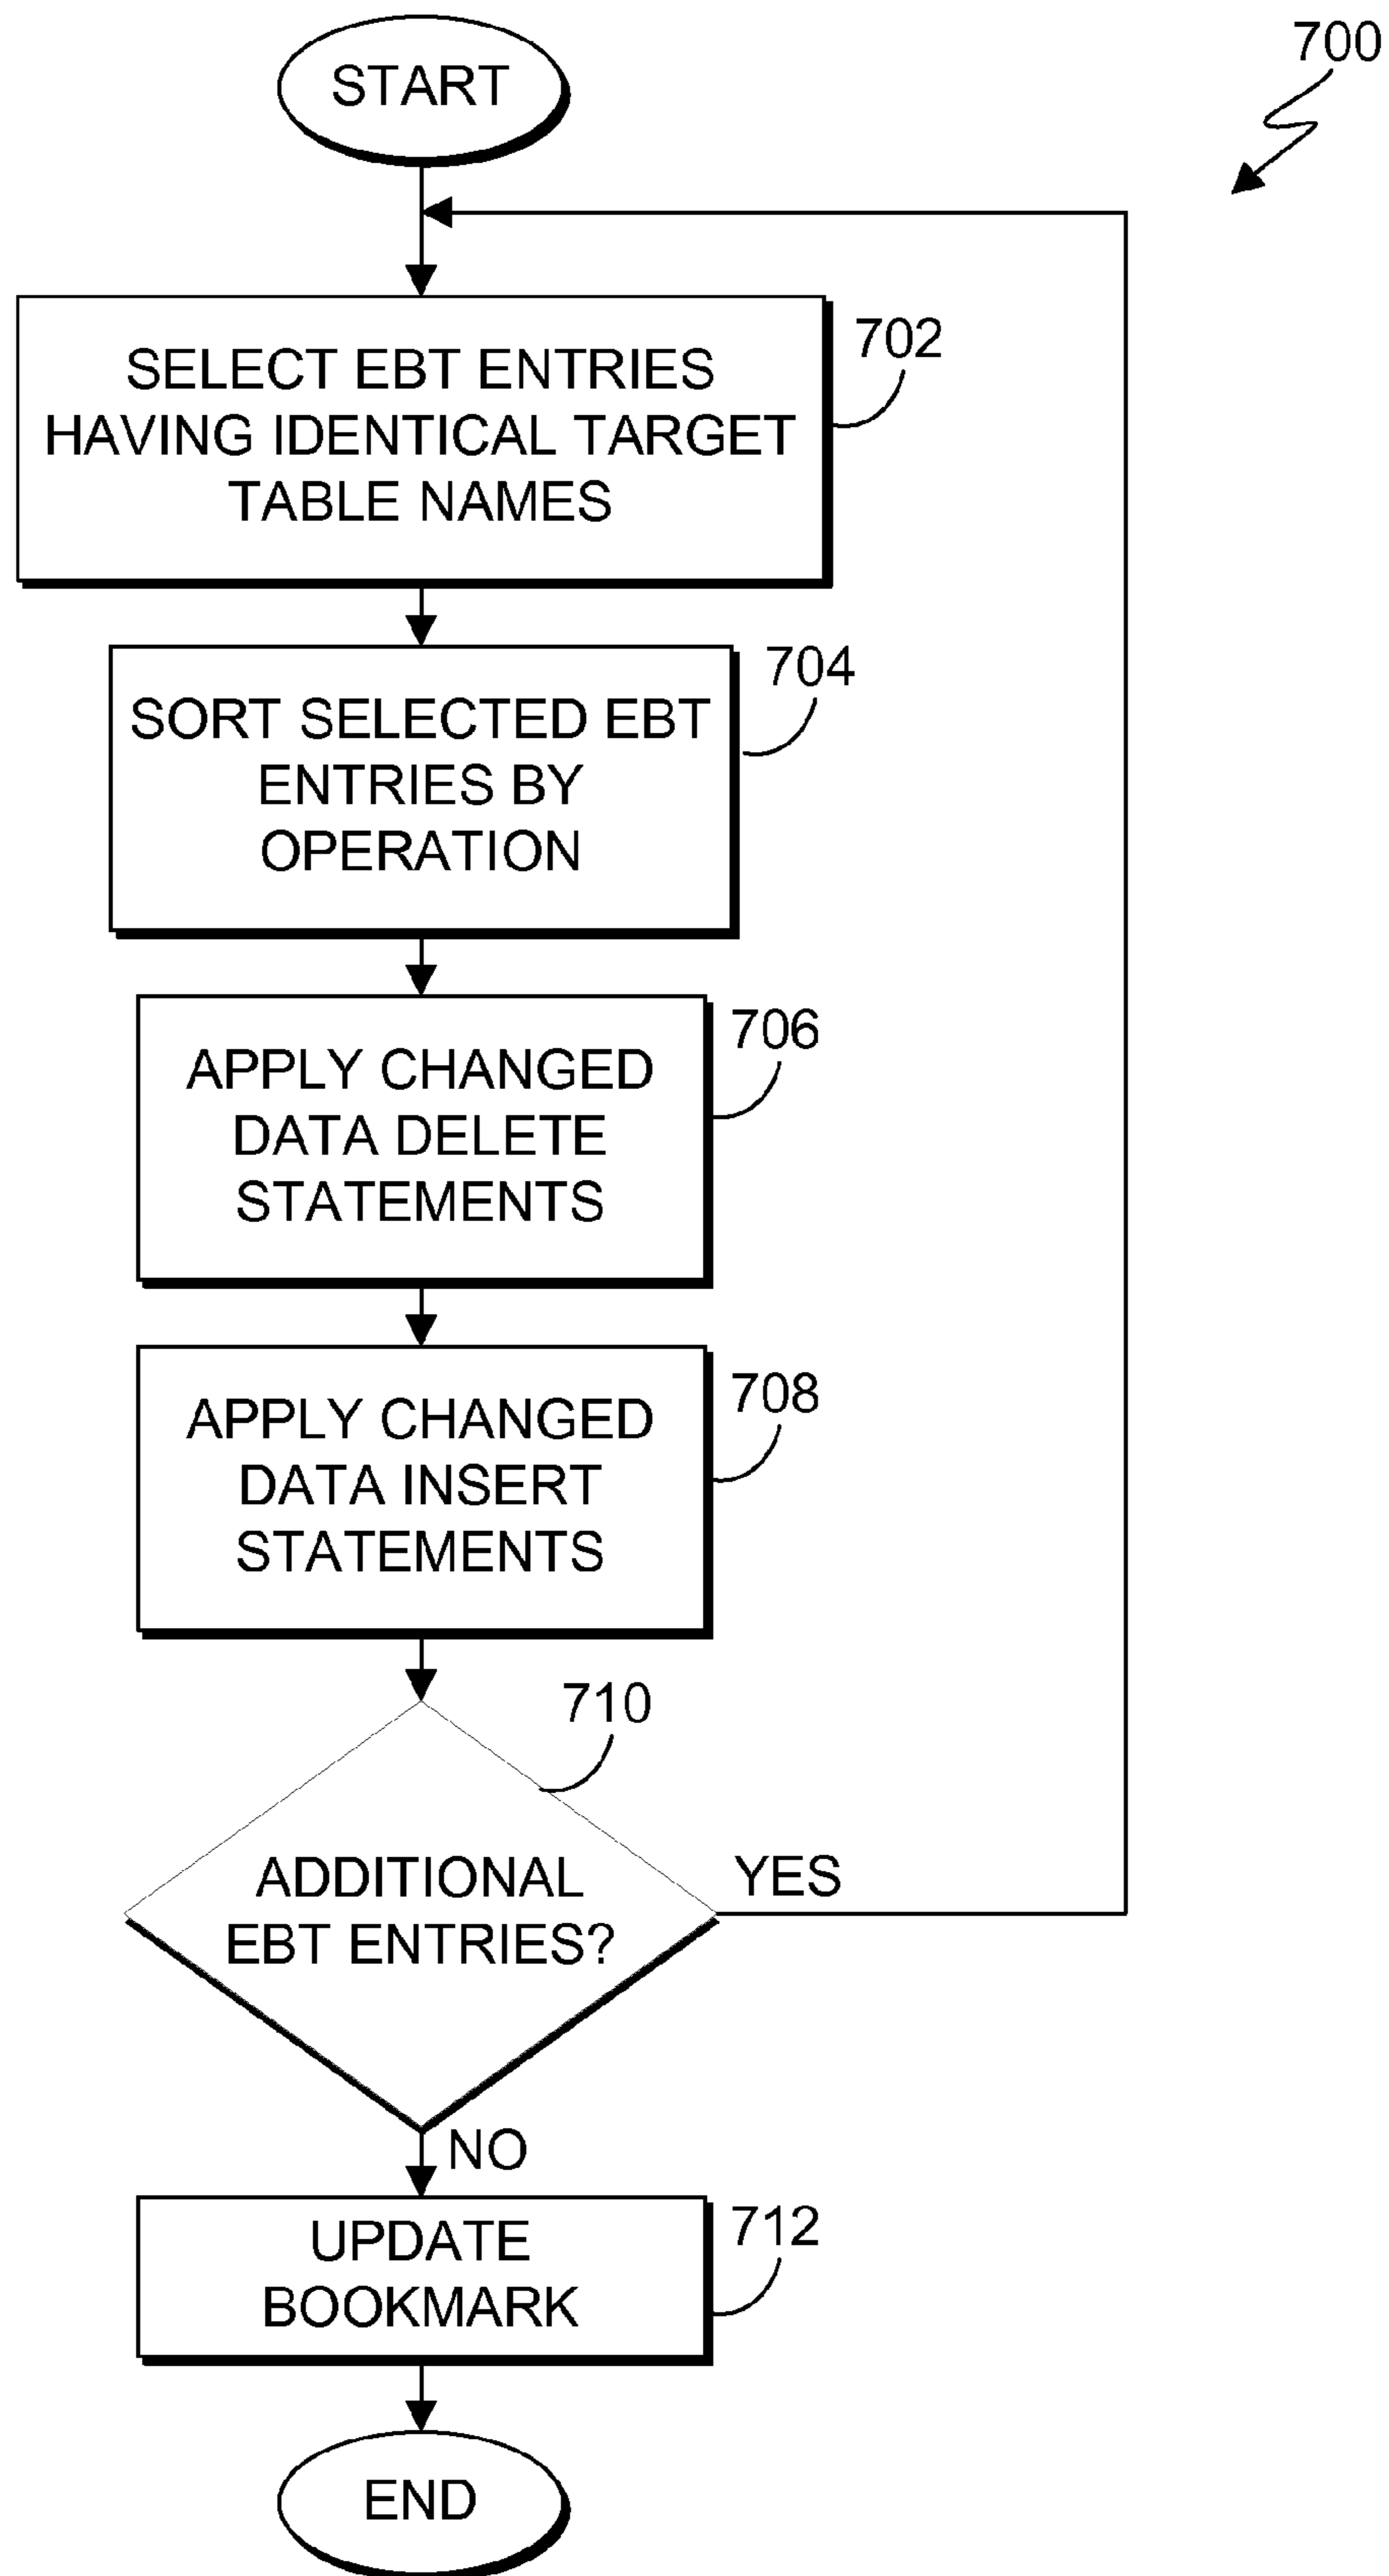 START
700
SELECT EBT ENTRIES
HAVING IDENTICAL TARGET
TABLE NAMES
702
SORT SELECTED EBT
ENTRIES BY
OPERATION
704
APPLY CHANGED
DATA DELETE
STATEMENTS
706
APPLY CHANGED
DATA INSERT
STATEMENTS
708
710
ADDITIONAL
EBT ENTRIES?
YES
NO
UPDATE
BOOKMARK
712
END